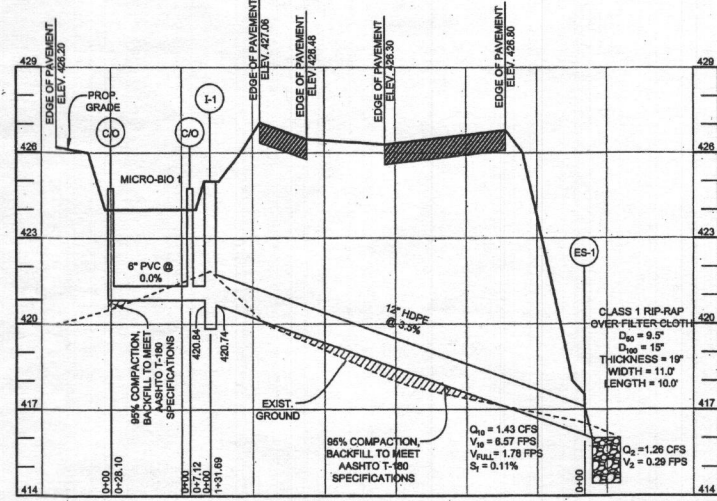 EDGE OF PAVEMENT
ELEV. 426.20
EDGE OF PAVEMENT
ELEV. 427.06
EDGE OF PAVEMENT
ELEV. 426.48
EDGE OF PAVEMENT
ELEV. 426.30
EDGE OF PAVEMENT
ELEV. 426.80
429
429
PROP.
GRADE
I-1
C/O
C/O
426
426
MICRO-BIO 1
423
423
ES-1
6" PVC @
0.0%
12" HDPE
@ 3.5%
CLASS 1 RIP-RAP
OVER FILTER CLOTH
D50 = 9.5"
D100 = 15"
THICKNESS = 19"
WIDTH = 11.0'
LENGTH = 10.0'
420
420
95% COMPACTION,
BACKFILL TO MEET
AASHTO T-180
SPECIFICATIONS
420.84
420.74
EXIST.
GROUND
417
417
95% COMPACTION,
BACKFILL TO MEET
AASHTO T-180
SPECIFICATIONS
Q10 = 1.43 CFS
V10 = 6.57 FPS
VFULL = 1.78 FPS
Sf = 0.11%
Q2 = 1.26 CFS
V2 = 0.29 FPS
414
414
0+00
0+28.10
0+00
0+7.12
0+00
1+31.69
0+00